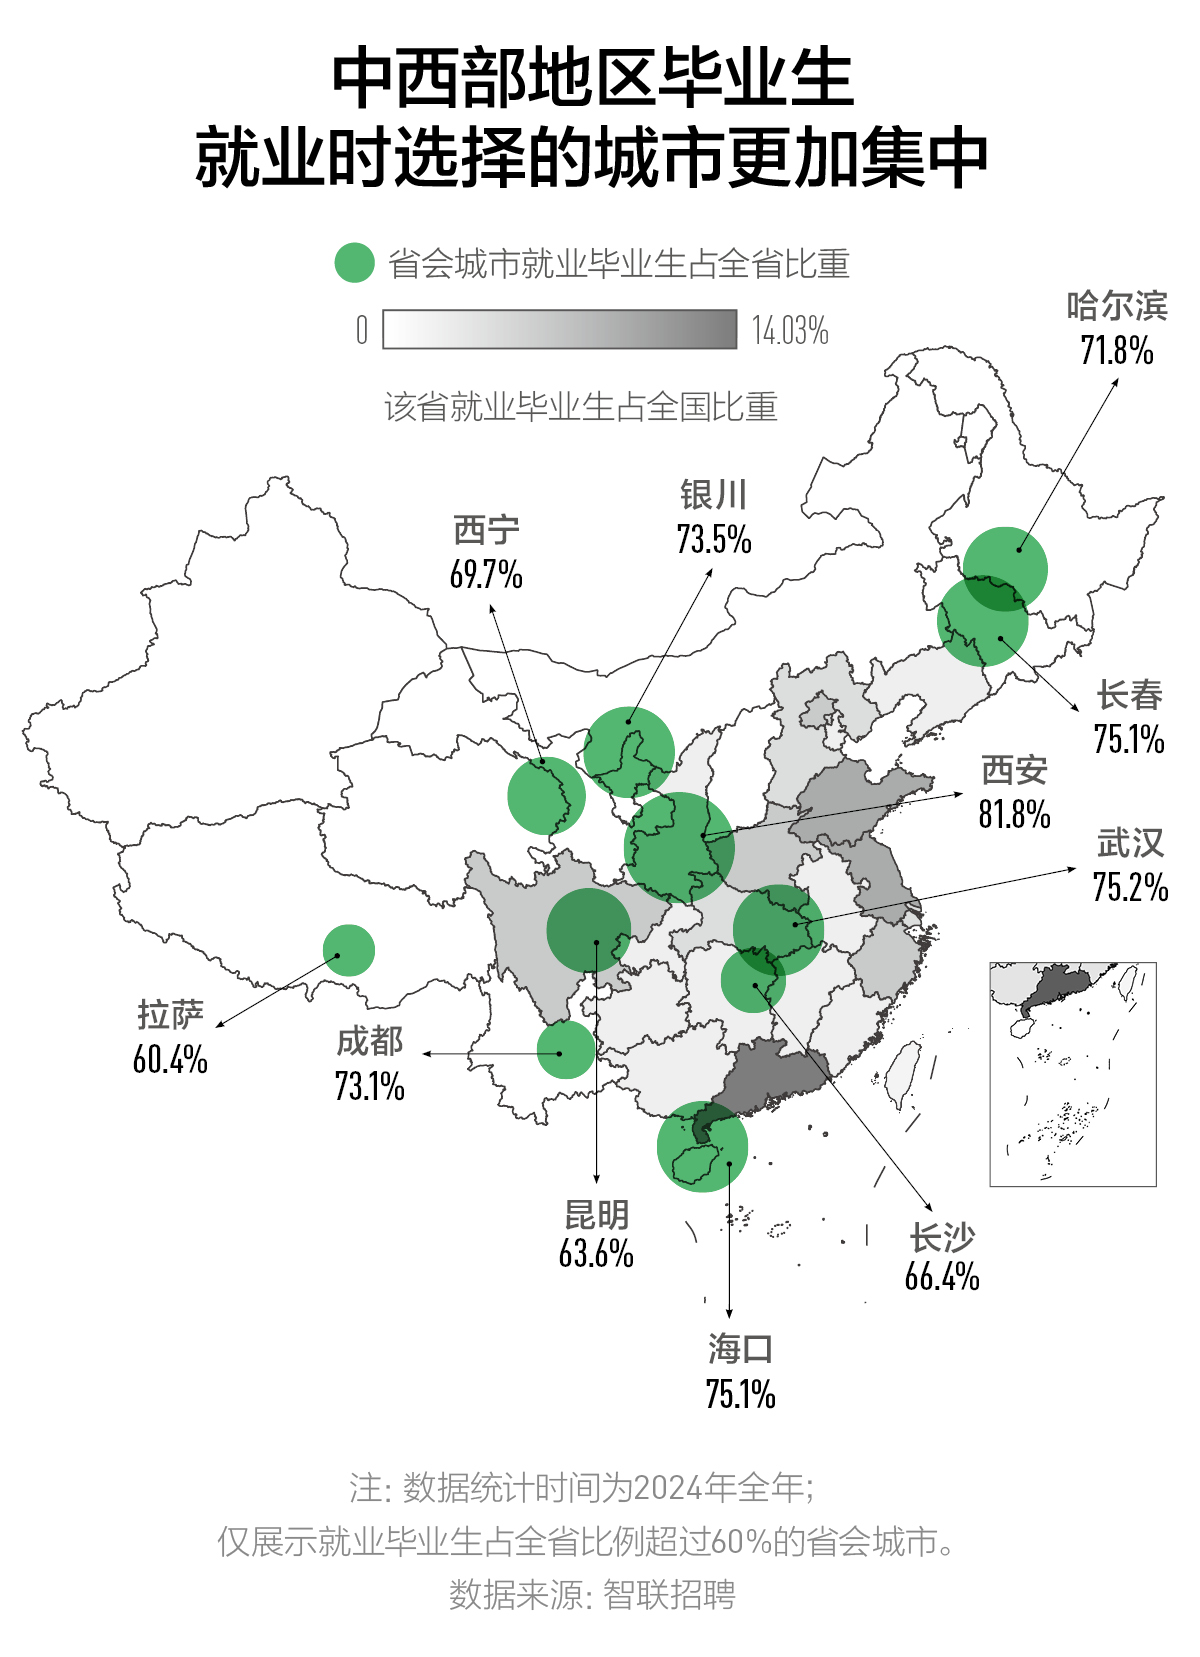 中西部地区毕业生
就业时选择的城市更加集中
省会城市就业毕业生占全省比重
0
14.03%
该省就业毕业生占全国比重
哈尔滨
71.8%
银川
73.5%
西宁
69.7%
长春
75.1%
西安
81.8%
武汉
75.2%
拉萨
60.4%
成都
73.1%
昆明
63.6%
长沙
66.4%
海口
75.1%
注：数据统计时间为2024年全年；
仅展示就业毕业生占全省比例超过60%的省会城市。
数据来源：智联招聘